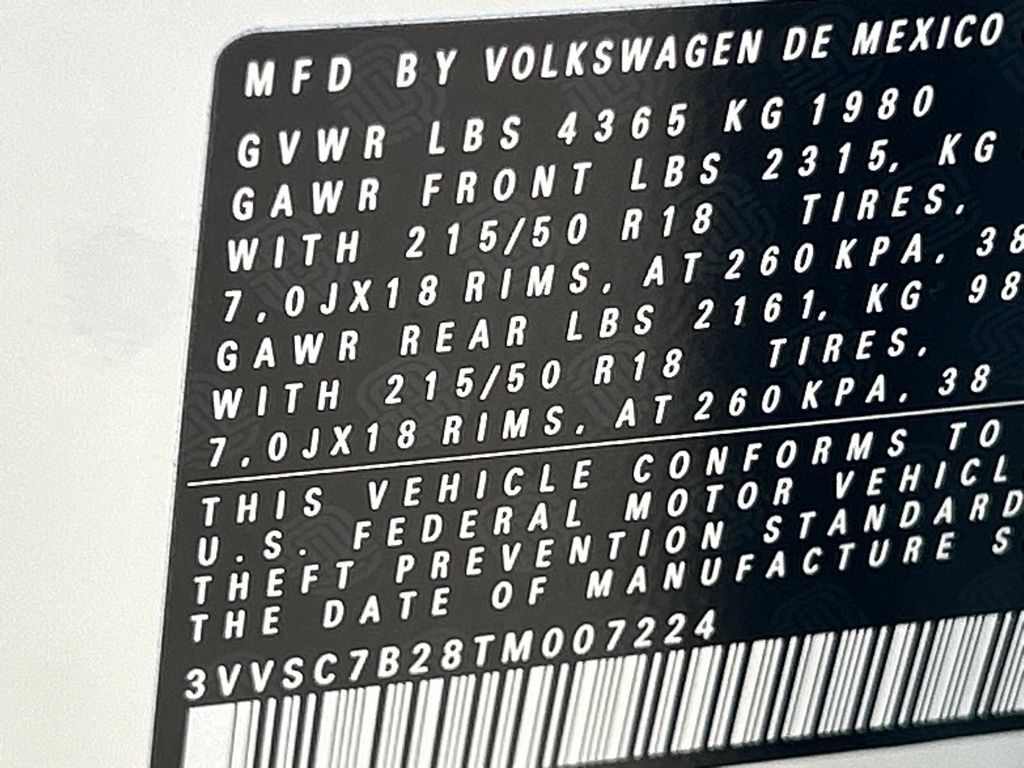 MFD BY VOLKSWAGEN DE MEXICO
GVWR LBS 4365 KG 1980
GAWR FRONT LBS 2315, KG
WITH 215/50 R18 TIRES,
7.0JX18 RIMS, AT 260 KPA, 38
GAWR REAR LBS 2161, KG 98
WITH 215/50 R18 TIRES,
7.0JX18 RIMS, AT 260 KPA, 38
THIS VEHICLE CONFORMS TO
U.S. FEDERAL MOTOR VEHICL
THEFT PREVENTION STANDARD
THE DATE OF MANUFACTURE S
3VVSC7B28TM007224